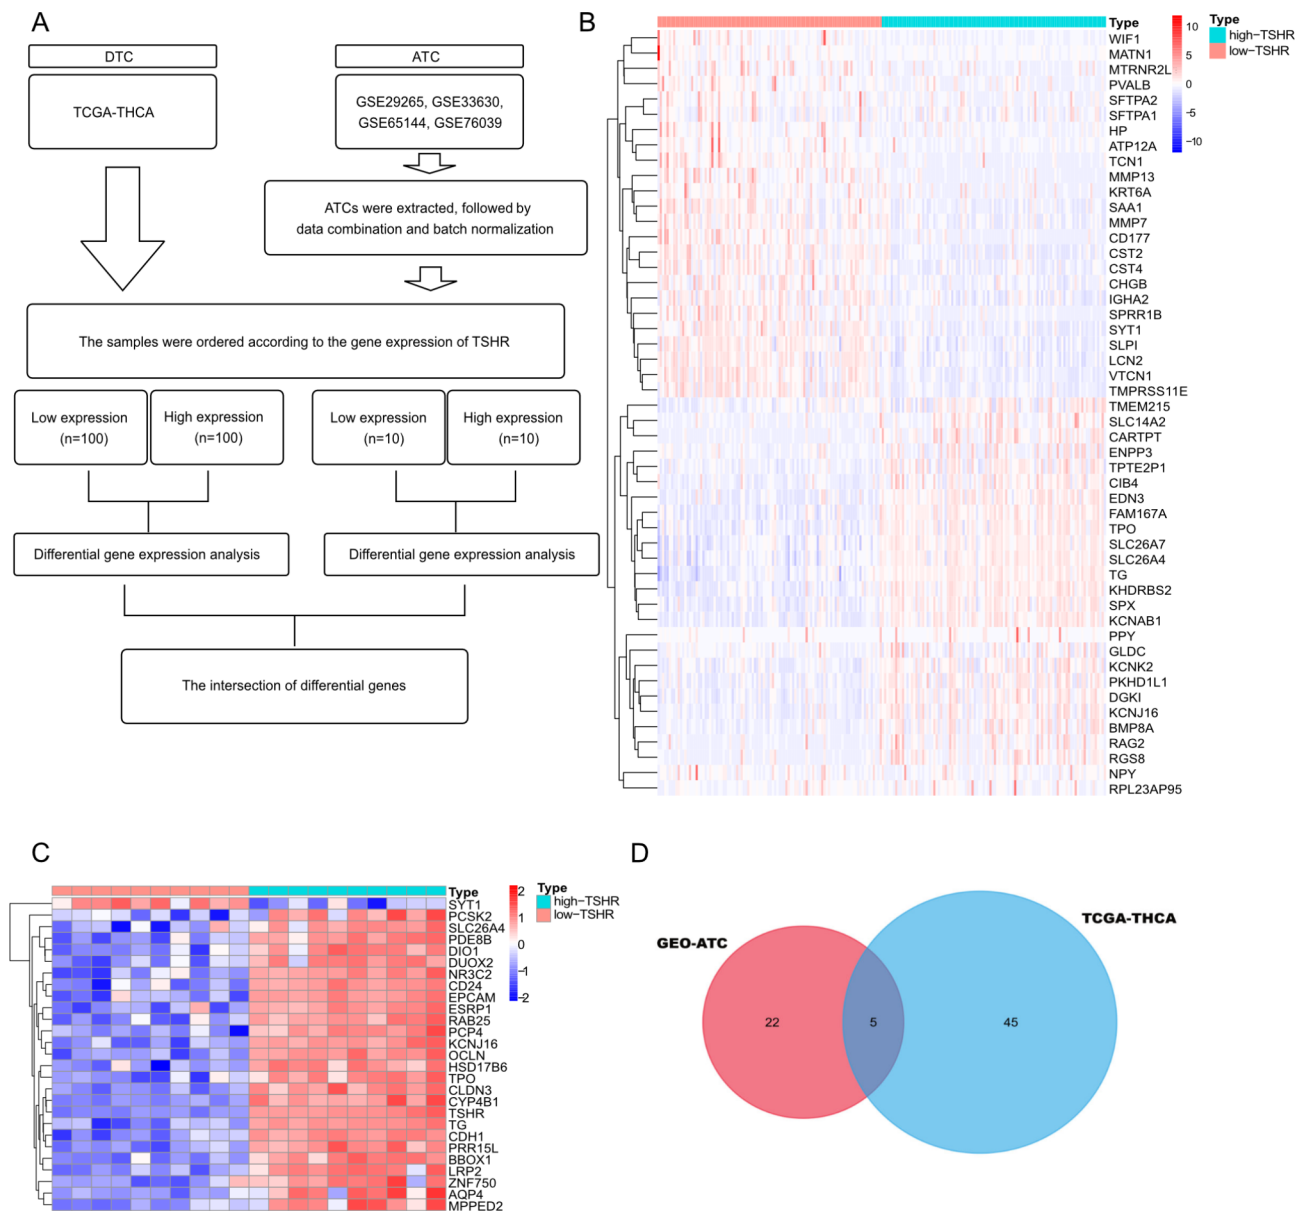 A
DTC
ATC
TCGA-THCA
GSE29265, GSE33630,
GSE65144, GSE76039
ATCs were extracted, followed by
data combination and batch normalization
The samples were ordered according to the gene expression of TSHR
Low expression
(n=100)
High expression
(n=100)
Low expression
(n=10)
High expression
(n=10)
Differential gene expression analysis
Differential gene expression analysis
The intersection of differential genes
B
Type
WIF1
MATN1
MTRNR2L
PVALB
SFTPA2
SFTPA1
HP
ATP12A
TCN1
MMP13
KRT6A
SAA1
MMP7
CD177
CST2
CST4
CHGB
IGHA2
SPRR1B
SYT1
SLPI
LCN2
VTCN1
TMPRSS11E
TMEM215
SLC14A2
CARTPT
ENPP3
TPTE2P1
CIB4
EDN3
FAM167A
TPO
SLC26A7
SLC26A4
TG
KHDRBS2
SPX
KCNAB1
PPY
GLDC
KCNK2
PKHD1L1
DGKI
KCNJ16
BMP8A
RAG2
RGS8
NPY
RPL23AP95
10
5
0
−5
−10
Type
high−TSHR
low−TSHR
C
Type
SYT1
PCSK2
SLC26A4
PDE8B
DIO1
DUOX2
NR3C2
CD24
EPCAM
ESRP1
RAB25
PCP4
KCNJ16
OCLN
HSD17B6
TPO
CLDN3
CYP4B1
TSHR
TG
CDH1
PRR15L
BBOX1
LRP2
ZNF750
AQP4
MPPED2
2
1
0
−1
−2
Type
high−TSHR
low−TSHR
D
GEO-ATC
TCGA-THCA
22
5
45